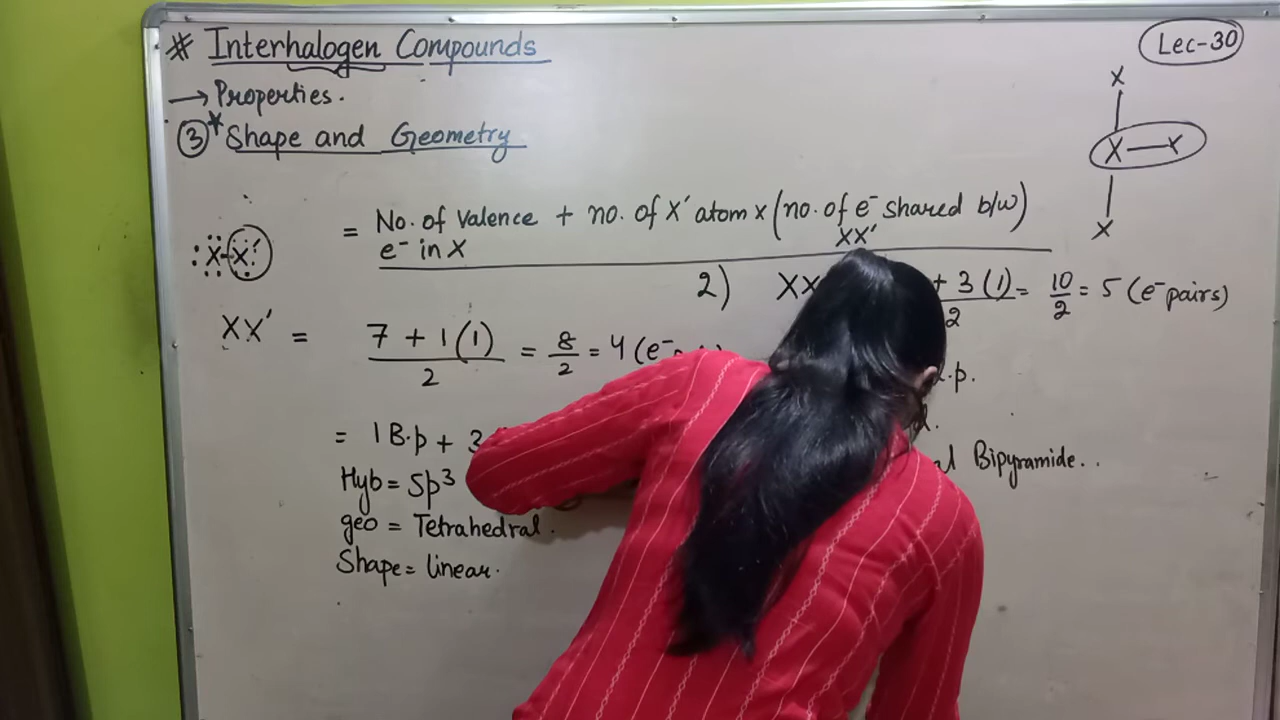 # Interhalogen Compounds
Lec-30
→ Properties.
③* Shape and Geometry
X
X — X
X
:X-X':
= No. of Valence + no. of X' atom x (no. of e⁻ shared b/w)
e⁻ in X
XX'
2) XX
+ 3 (1) = 10/2 = 5 (e⁻ pairs)
2
XX' = 7 + 1 (1) / 2 = 8/2 = 4 (e⁻
.p.
= 1 B.p + 3
Bipyramide..
Hyb = Sp³
geo = Tetrahedral.
Shape = linear.